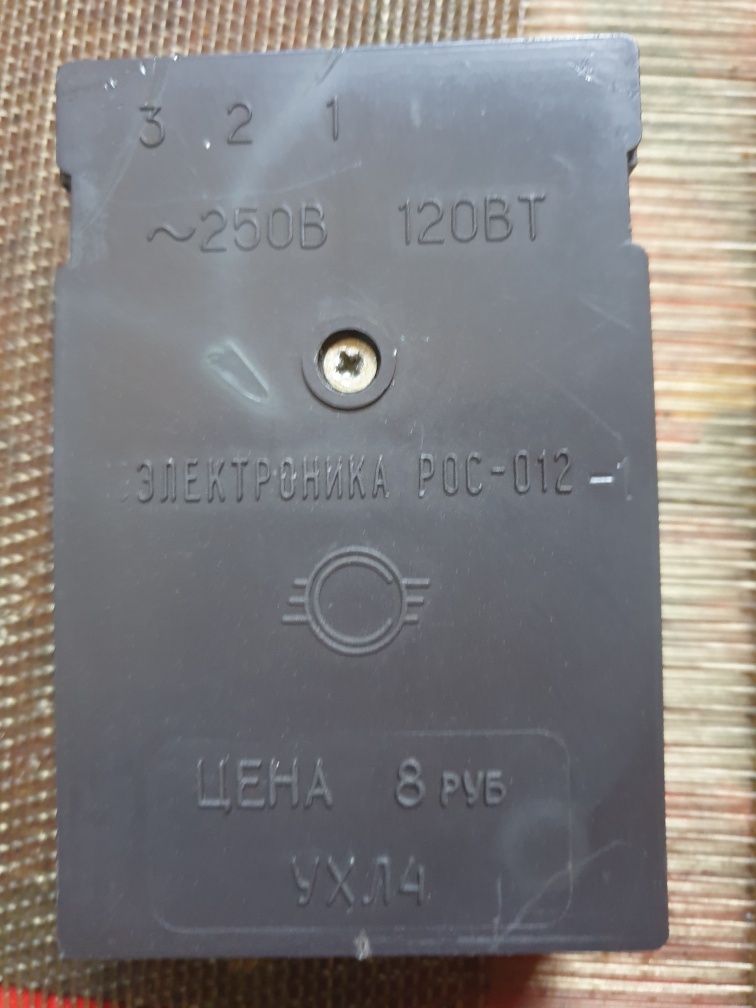 3 2 1
~250В 120ВТ
ЭЛЕКТРОНИКА РОС-012-1
ЦЕНА 8 РУБ
УХЛ4